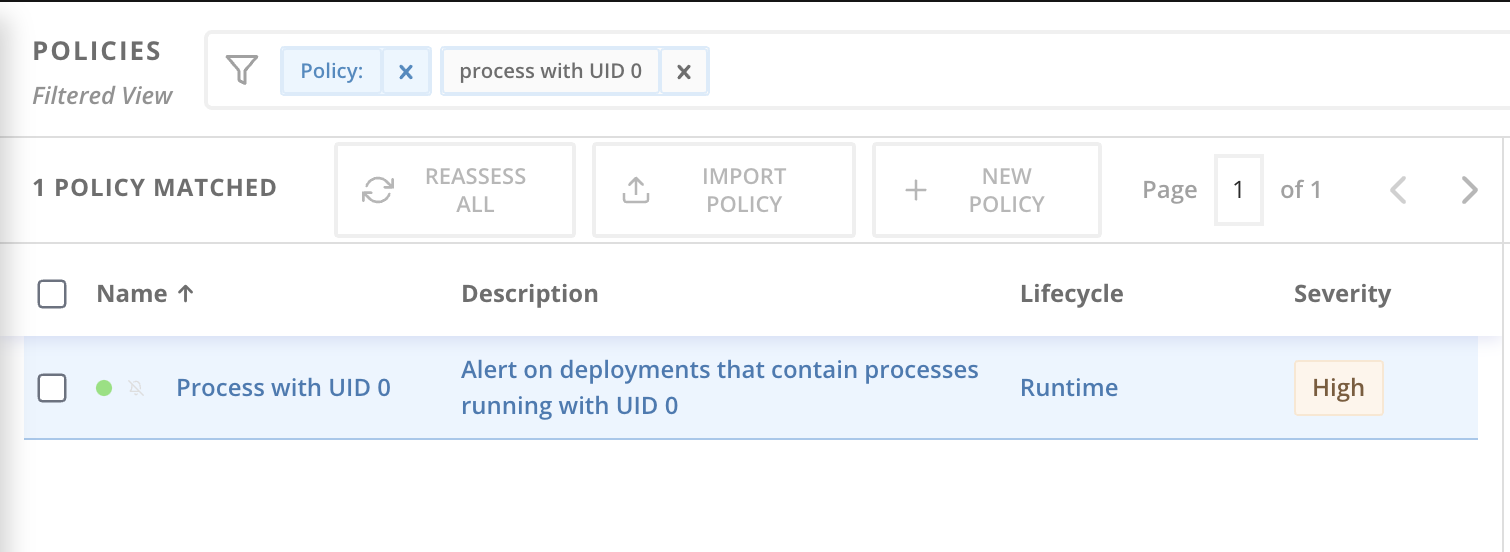 POLICIES
Filtered View
Policy: process with UID 0
1 POLICY MATCHED
REASSESS
ALL
IMPORT
POLICY
NEW
POLICY
Page 1 of 1
Name Description Lifecycle Severity
Process with UID 0
Alert on deployments that contain processes
running with UID 0
Runtime
High